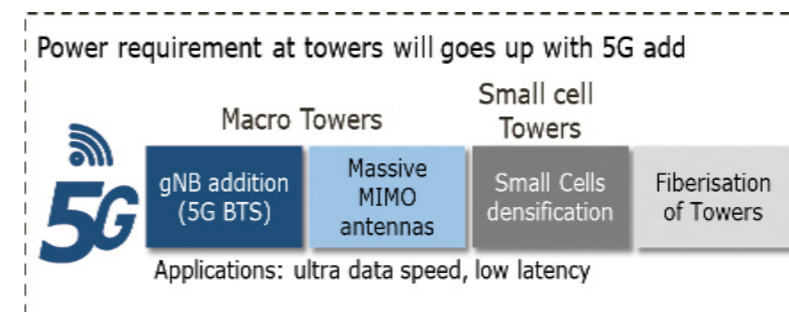 Power requirement at towers will goes up with 5G add
Macro Towers
Small cell
Towers
5G
gNB addition
(5G BTS)
Massive
MIMO
antennas
Small Cells
densification
Fiberisation
of Towers
Applications: ultra data speed, low latency